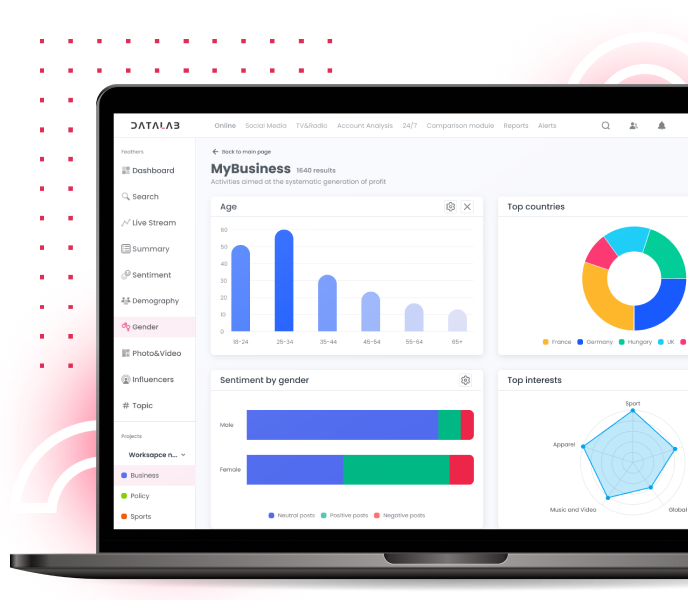 DATALAB
Online Social Media TV&Radio Account Analysis 24/7 Comparison module Reports Alerts
Feathers
Dashboard
Search
Live Stream
Summary
Sentiment
Demography
Gender
Photo&Video
Influencers
# Topic
Projects
Worksapce n...
Business
Policy
Sports
Back to main page
MyBusiness 1640 results
Activities aimed at the systematic generation of profit
Age
60
50
40
30
20
10
0
18-24 25-34 35-44 45-54 55-64 65+
Top countries
France Germany Hungary UK
Sentiment by gender
Male
Female
Neutral posts Positive posts Negative posts
Top interests
Sport
Apparel
Music and Video
Global